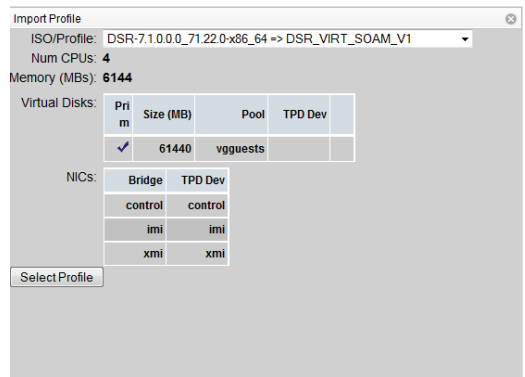 Import Profile
ISO/Profile: DSR-7.1.0.0.0_71.22.0-x86_64 => DSR_VIRT_SOAM_V1
Num CPUs: 4
Memory (MBs): 6144
Virtual Disks:
Prim Size (MB) Pool TPD Dev
61440 vgguests
NICs:
Bridge TPD Dev
control control
imi imi
xmi xmi
Select Profile